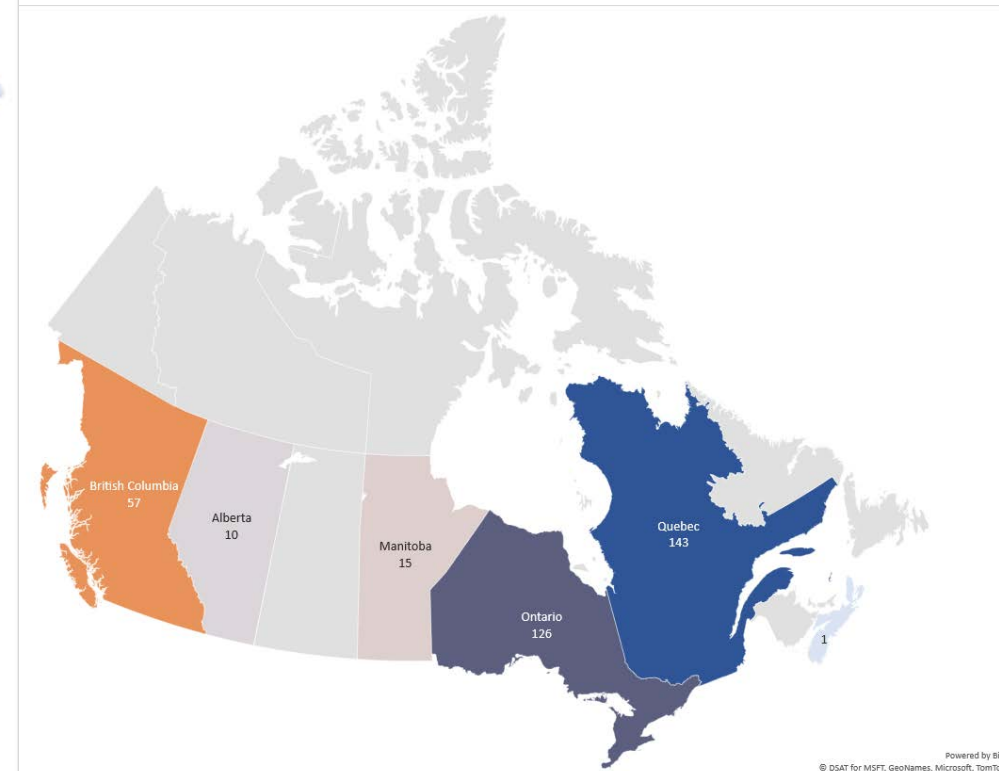 British Columbia
57
Alberta
10
Manitoba
15
Ontario
126
Quebec
143
1
Powered by Bi
© DSAT for MSFT, GeoNames, Microsoft, TomTo